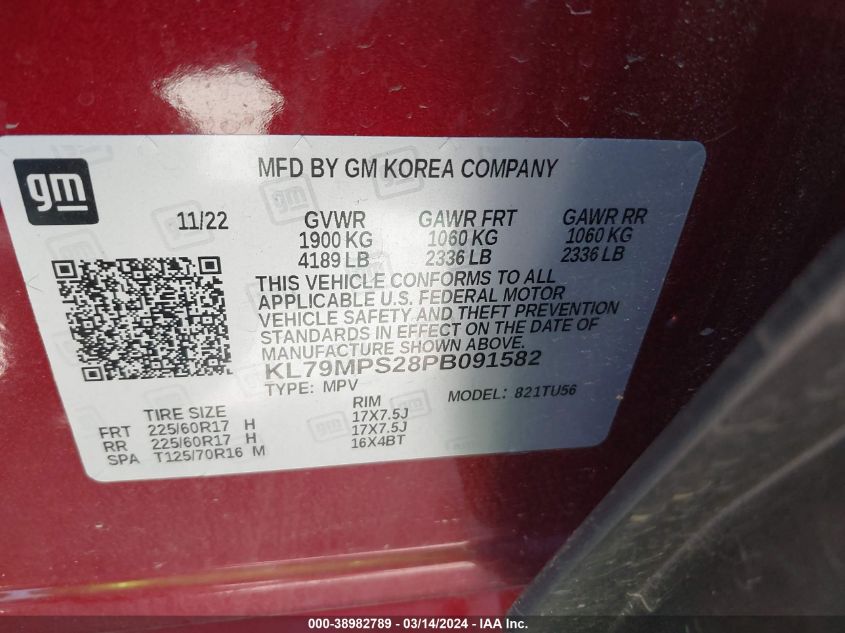 MFD BY GM KOREA COMPANY
gm
11/22 GVWR GAWR FRT GAWR RR
1900 KG 1060 KG 1060 KG
4189 LB 2336 LB 2336 LB
THIS VEHICLE CONFORMS TO ALL
APPLICABLE U.S. FEDERAL MOTOR
VEHICLE SAFETY AND THEFT PREVENTION
STANDARDS IN EFFECT ON THE DATE OF
MANUFACTURE SHOWN ABOVE.
KL79MPS28PB091582
TYPE: MPV MODEL: 821TU56
TIRE SIZE RIM
FRT 225/60R17 H 17X7.5J
RR 225/60R17 H 17X7.5J
SPA T125/70R16 M 16X4BT
000-38982789 - 03/14/2024 - IAAI.COM